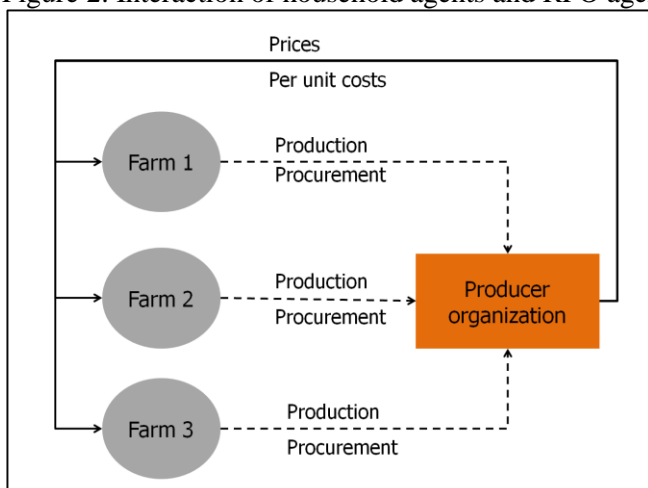 Figure 2. Interaction of household agents and RPO age
Prices
Per unit costs
Farm 1
Production
Procurement
Farm 2
Production
Procurement
Producer
organization
Farm 3
Production
Procurement